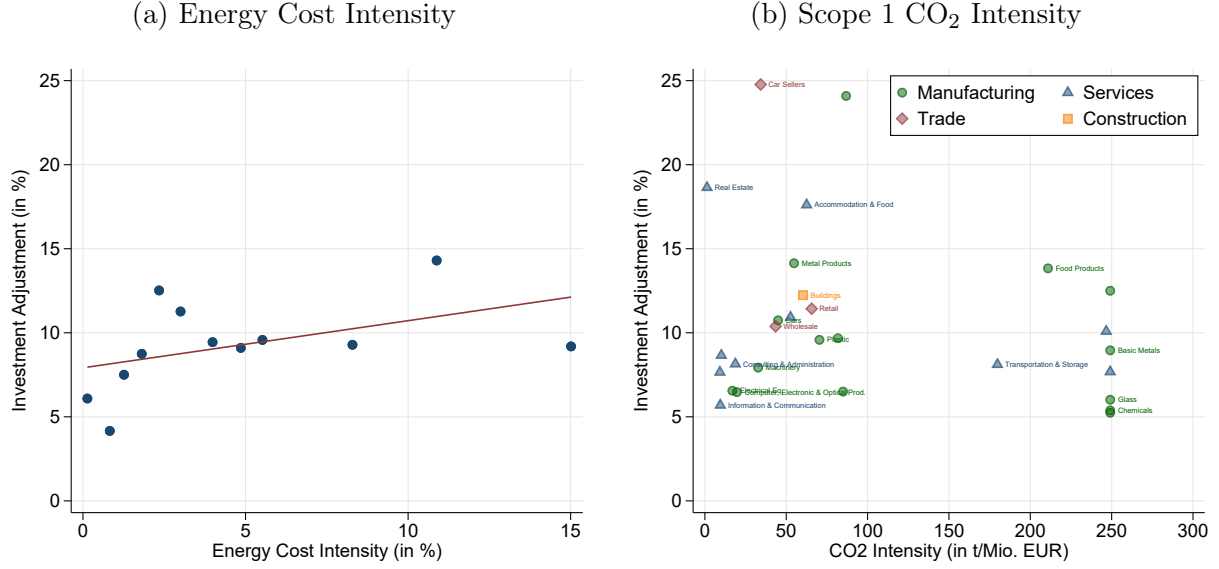 (a) Energy Cost Intensity
25
20
15
10
5
0
Investment Adjustment (in %)
0 5 10 15
Energy Cost Intensity (in %)
(b) Scope 1 CO₂ Intensity
25
20
15
10
5
0
Investment Adjustment (in %)
Manufacturing Services
Trade Construction
Car Sellers
Real Estate
Accommodation & Food
Metal Products
Food Products
Buildings
Retail
Cars
Wholesale
Plastic
Basic Metals
Consulting & Administration
Transportation & Storage
Machinery
Electrical Eq.
Computer, Electronic & Optical Prod.
Glass
Information & Communication
Chemicals
0 50 100 150 200 250 300
CO2 Intensity (in t/Mio. EUR)